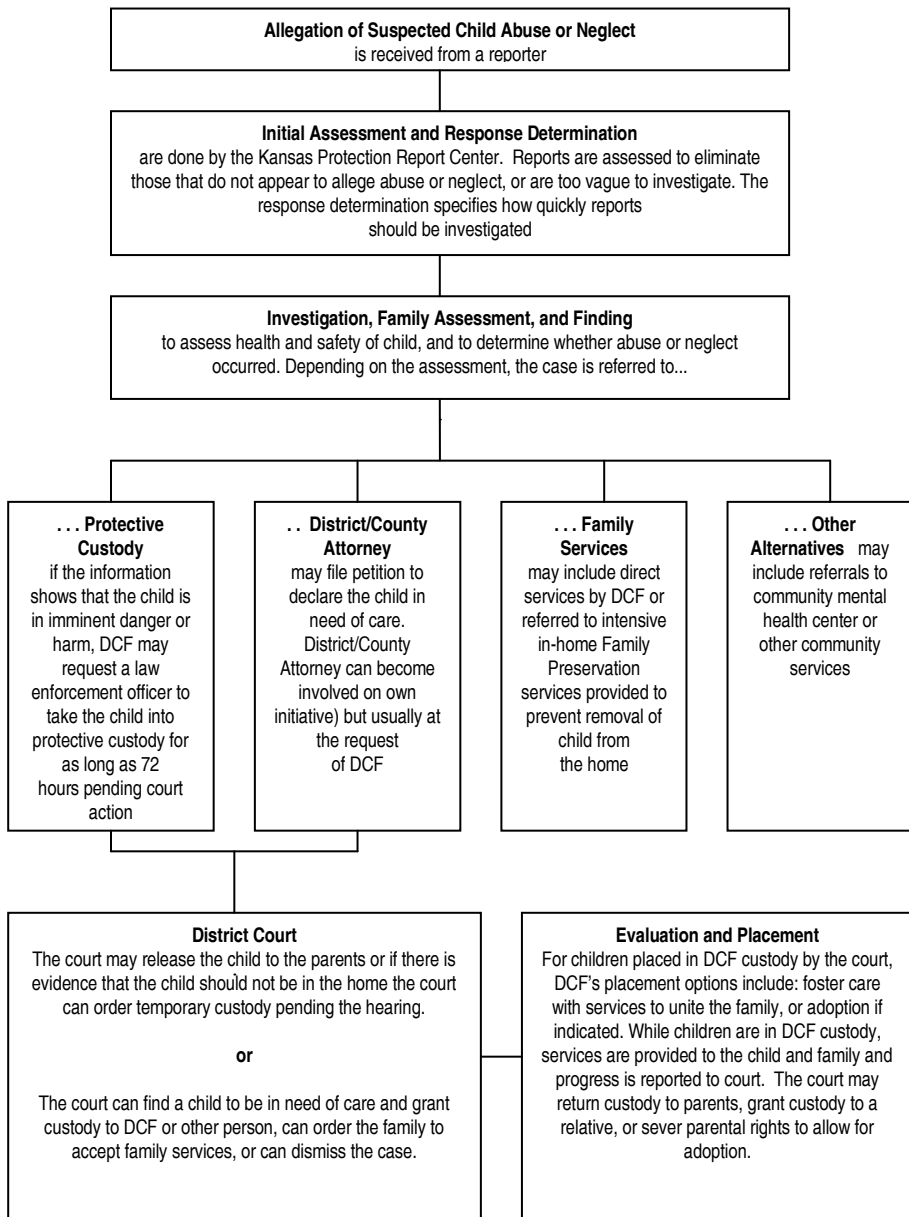 Allegation of Suspected Child Abuse or Neglect
is received from a reporter
Initial Assessment and Response Determination
are done by the Kansas Protection Report Center. Reports are assessed to eliminate
those that do not appear to allege abuse or neglect, or are too vague to investigate. The
response determination specifies how quickly reports
should be investigated
Investigation, Family Assessment, and Finding
to assess health and safety of child, and to determine whether abuse or neglect
occurred. Depending on the assessment, the case is referred to...
. . . Protective
Custody
if the information
shows that the child is
in imminent danger or
harm, DCF may
request a law
enforcement officer to
take the child into
protective custody for
as long as 72
hours pending court
action
. . District/County
Attorney
may file petition to
declare the child in
need of care.
District/County
Attorney can become
involved on own
initiative) but usually at
the request
of DCF
. . . Family
Services
may include direct
services by DCF or
referred to intensive
in-home Family
Preservation
services provided to
prevent removal of
child from
the home
. . . Other
Alternatives may
include referrals to
community mental
health center or
other community
services
District Court
The court may release the child to the parents or if there is
evidence that the child should not be in the home the court
can order temporary custody pending the hearing.
or
The court can find a child to be in need of care and grant
custody to DCF or other person, can order the family to
accept family services, or can dismiss the case.
Evaluation and Placement
For children placed in DCF custody by the court,
DCF's placement options include: foster care
with services to unite the family, or adoption if
indicated. While children are in DCF custody,
services are provided to the child and family and
progress is reported to court. The court may
return custody to parents, grant custody to a
relative, or sever parental rights to allow for
adoption.